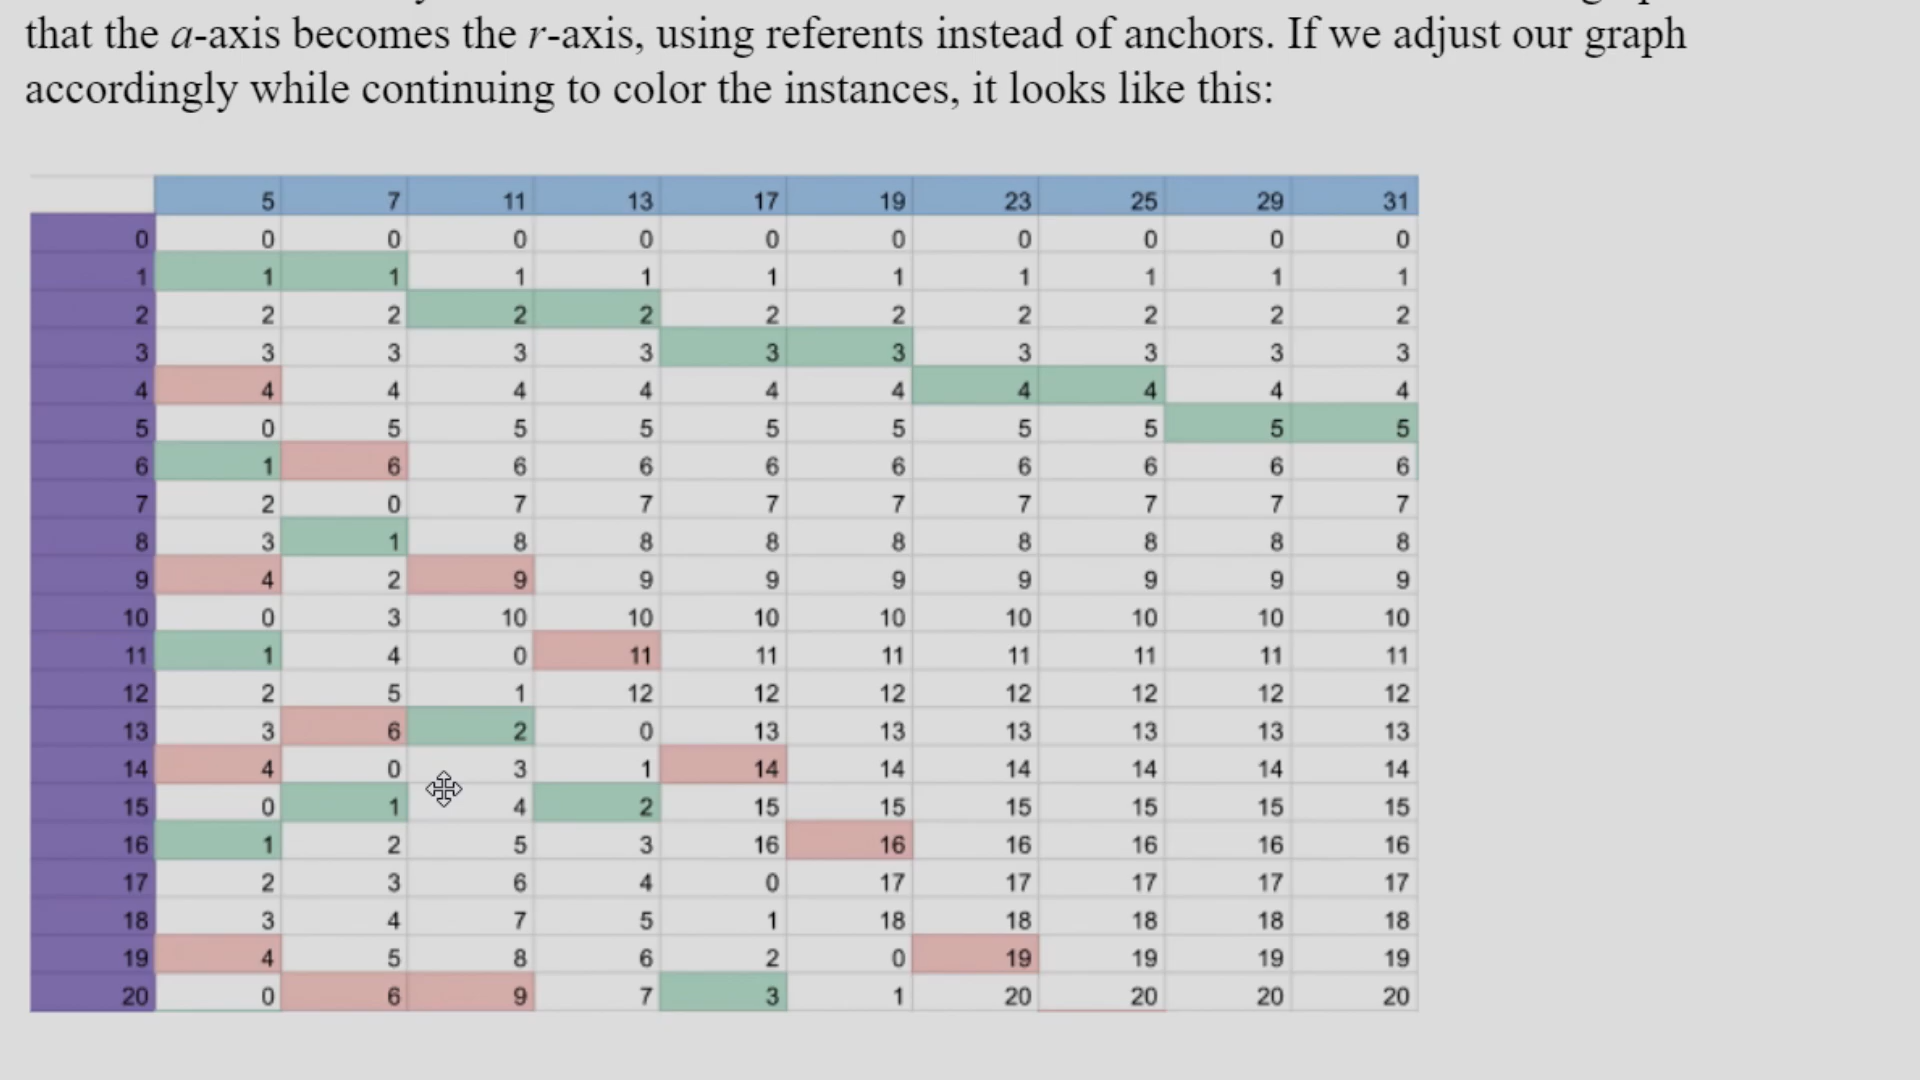 that the a-axis becomes the r-axis, using referents instead of anchors. If we adjust our graph
accordingly while continuing to color the instances, it looks like this:
5 7 11 13 17 19 23 25 29 31
0 0 0 0 0 0 0 0 0 0 0
1 1 1 1 1 1 1 1 1 1 1
2 2 2 2 2 2 2 2 2 2 2
3 3 3 3 3 3 3 3 3 3 3
4 4 4 4 4 4 4 4 4 4 4
5 0 5 5 5 5 5 5 5 5 5
6 1 6 6 6 6 6 6 6 6 6
7 2 0 7 7 7 7 7 7 7 7
8 3 1 8 8 8 8 8 8 8 8
9 4 2 9 9 9 9 9 9 9 9
10 0 3 10 10 10 10 10 10 10 10
11 1 4 0 11 11 11 11 11 11 11
12 2 5 1 12 12 12 12 12 12 12
13 3 6 2 0 13 13 13 13 13 13
14 4 0 3 1 14 14 14 14 14 14
15 0 1 4 2 15 15 15 15 15 15
16 1 2 5 3 16 16 16 16 16 16
17 2 3 6 4 0 17 17 17 17 17
18 3 4 7 5 1 18 18 18 18 18
19 4 5 8 6 2 0 19 19 19 19
20 0 6 9 7 3 1 20 20 20 20